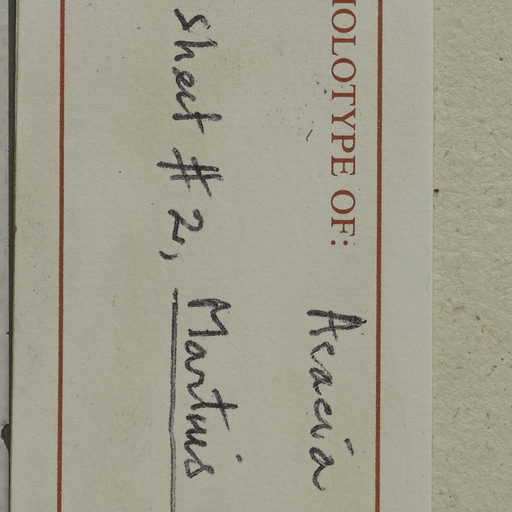 HOLOTYPE OF: Acacia
sheet #2, Martius